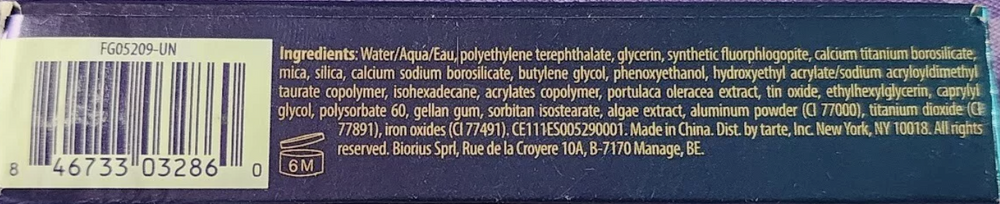 FG05209-UN
8 46733 03286 0
Ingredients: Water/Aqua/Eau, polyethylene terephthalate, glycerin, synthetic fluorphlogopite, calcium titanium borosilicate,
mica, silica, calcium sodium borosilicate, butylene glycol, phenoxyethanol, hydroxyethyl acrylate/sodium acryloyldimethyl
taurate copolymer, isohexadecane, acrylates copolymer, portulaca oleracea extract, tin oxide, ethylhexylglycerin, caprylyl
glycol, polysorbate 60, gellan gum, sorbitan isostearate, algae extract, aluminum powder (CI 77000), titanium dioxide (CI
77891), iron oxides (CI 77491). CE111ES005290001. Made in China. Dist. by tarte, Inc. New York, NY 10018. All rights
reserved. Biorius Sprl, Rue de la Croyere 10A, B-7170 Manage, BE.
6M